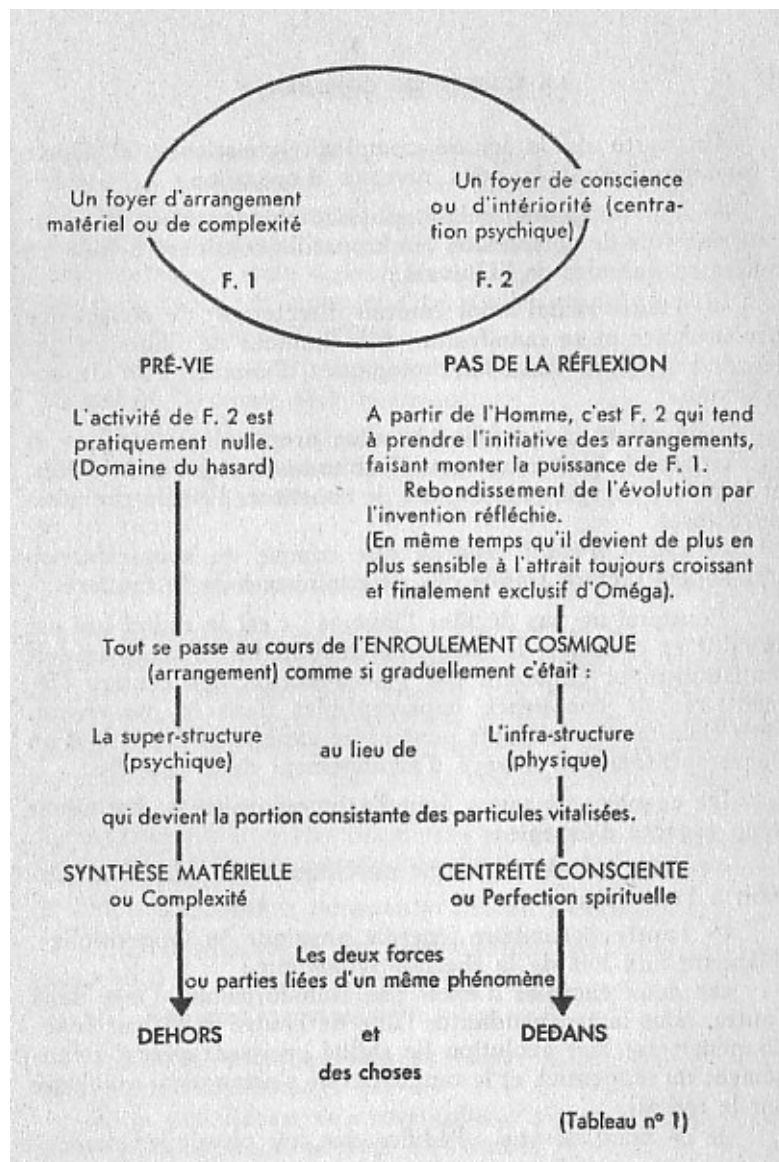 Un foyer d'arrangement
matériel ou de complexité
Un foyer de conscience
ou d'intériorité (centra-
tion psychique)
F. 1
F. 2
PRÉ-VIE
L'activité de F. 2 est
pratiquement nulle.
(Domaine du hasard)
PAS DE LA RÉFLEXION
A partir de l'Homme, c'est F. 2 qui tend
à prendre l'initiative des arrangements,
faisant monter la puissance de F. 1.
Rebondissement de l'évolution par
l'invention réfléchie.
(En même temps qu'il devient de plus en
plus sensible à l'attrait toujours croissant
et finalement exclusif d'Oméga).
Tout se passe au cours de l'ENROULEMENT COSMIQUE
(arrangement) comme si graduellement c'était :
La super-structure
(psychique)
au lieu de
L'infra-structure
(physique)
qui devient la portion consistante des particules vitalisées.
SYNTHÈSE MATÉRIELLE
ou Complexité
CENTRÉITÉ CONSCIENTE
ou Perfection spirituelle
Les deux forces
ou parties liées d'un même phénomène
DEHORS et DEDANS
des choses
(Tableau nº 1)